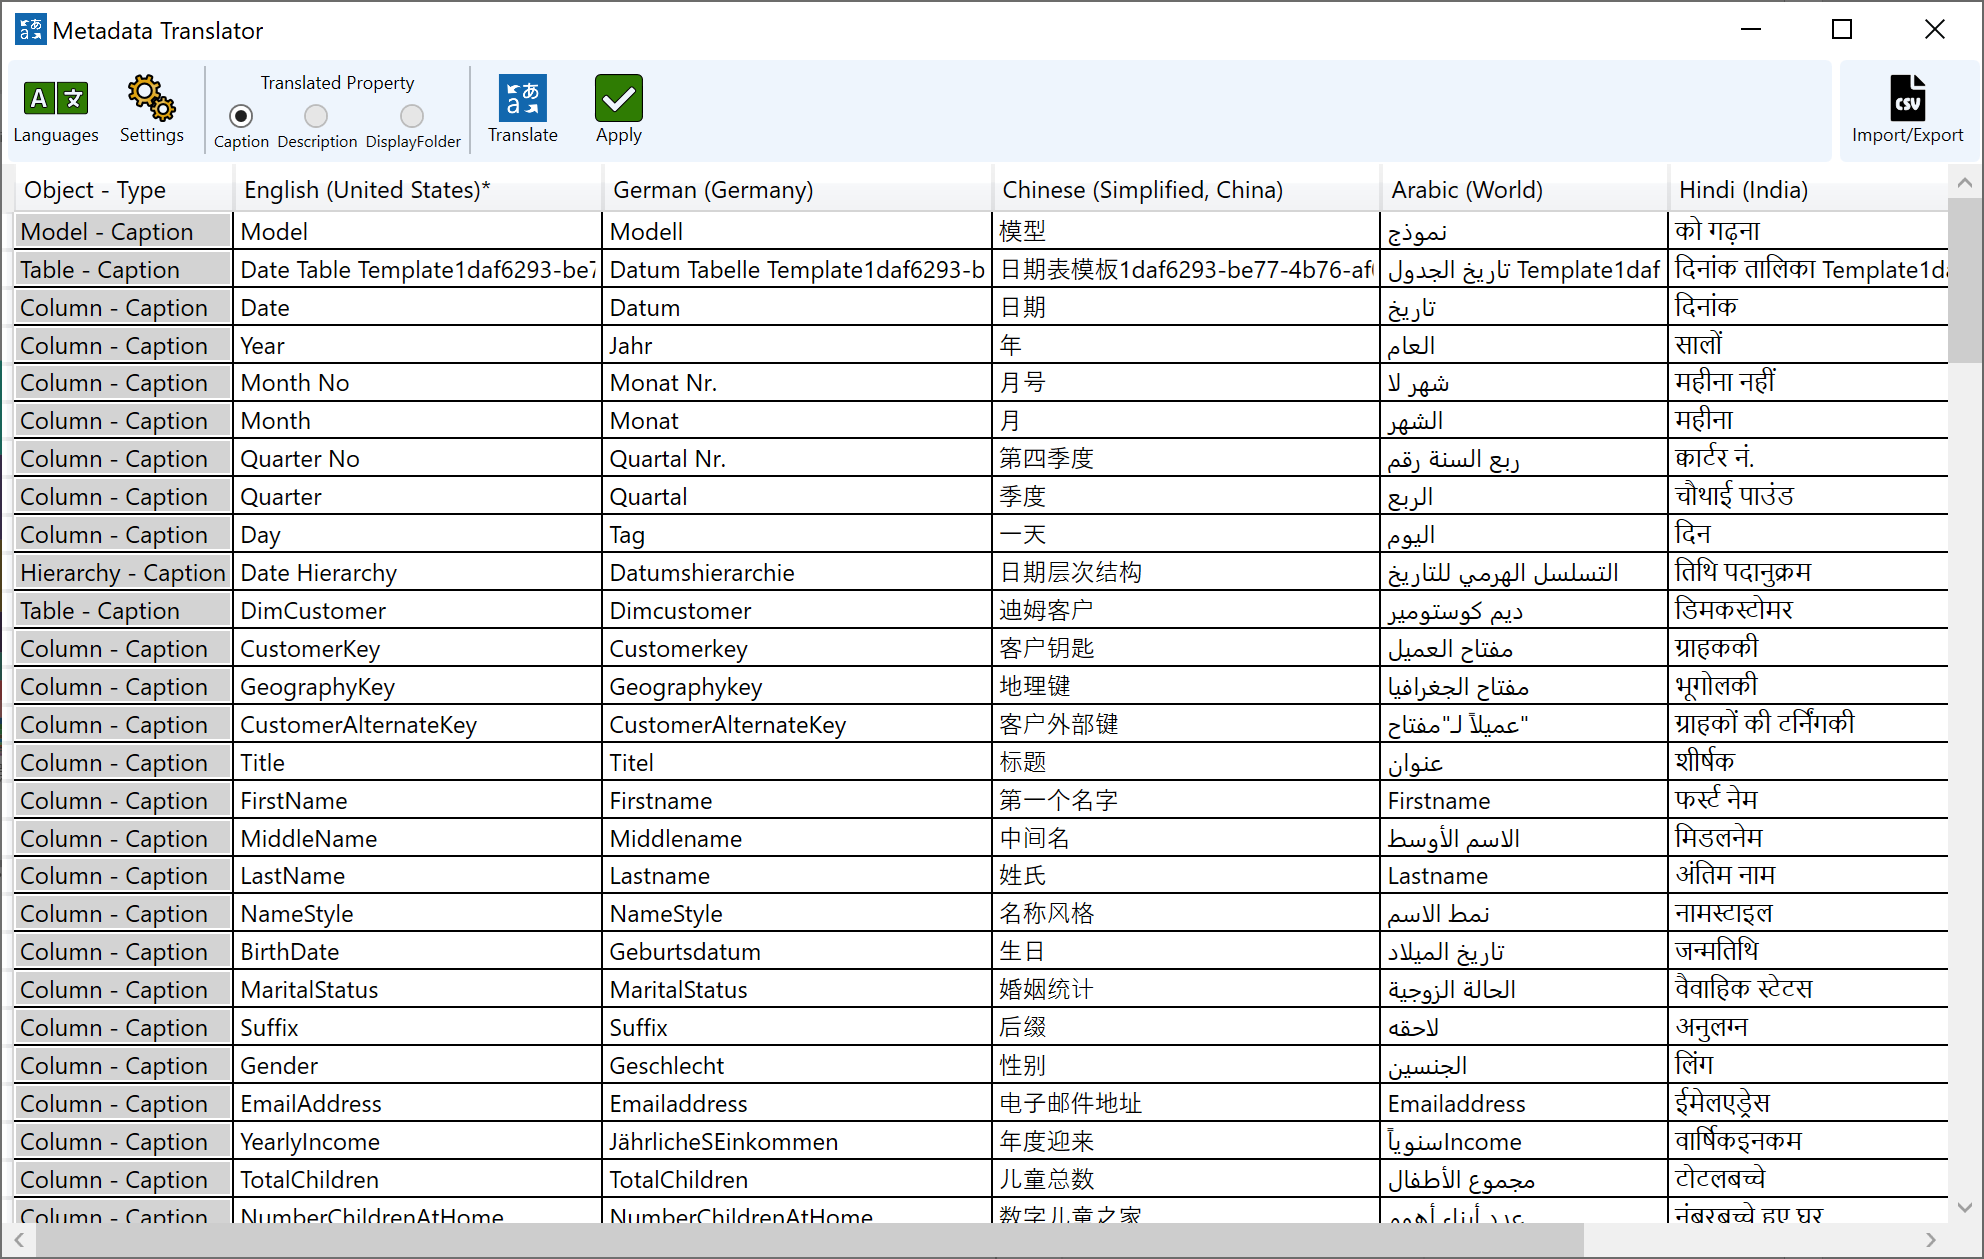 Metadata Translator
Languages
Settings
Translated Property
Caption Description DisplayFolder
Translate
Apply
CSV
Import/Export
Object - Type English (United States)* German (Germany) Chinese (Simplified, China) Arabic (World) Hindi (India)
Model - Caption Model Modell 模型 نموذج को गढ़ना
Table - Caption Date Table Template1daf6293-be7 Datum Tabelle Template1daf6293-b 日期表模板1daf6293-be77-4b76-af تاريخ الجدول Template1daf दिनांक तालिका Template1d
Column - Caption Date Datum 日期 تاريخ दिनांक
Column - Caption Year Jahr 年 العام सालों
Column - Caption Month No Monat Nr. 月号 شهر لا महीना नहीं
Column - Caption Month Monat 月 الشهر महीना
Column - Caption Quarter No Quartal Nr. 第四季度 ربع السنة رقم क्वार्टर नं.
Column - Caption Quarter Quartal 季度 الربع चौथाई पाउंड
Column - Caption Day Tag 一天 اليوم दिन
Hierarchy - Caption Date Hierarchy Datumshierarchie 日期层次结构 التسلسل الهرمي للتاريخ तिथि पदानुक्रम
Table - Caption DimCustomer Dimcustomer 迪姆客户 ديم كوستومير डिमकस्टोमर
Column - Caption CustomerKey Customerkey 客户钥匙 مفتاح العميل ग्राहककी
Column - Caption GeographyKey Geographykey 地理键 مفتاح الجغرافيا भूगोलकी
Column - Caption CustomerAlternateKey CustomerAlternateKey 客户外部键 عميلاً لـ"مفتاح" ग्राहकों की टर्निंगकी
Column - Caption Title Titel 标题 عنوان शीर्षक
Column - Caption FirstName Firstname 第一个名字 Firstname फर्स्ट नेम
Column - Caption MiddleName Middlename 中间名 الاسم الأوسط मिडलनेम
Column - Caption LastName Lastname 姓氏 Lastname अंतिम नाम
Column - Caption NameStyle NameStyle 名称风格 نمط الاسم नामस्टाइल
Column - Caption BirthDate Geburtsdatum 生日 تاريخ الميلاد जन्मतिथि
Column - Caption MaritalStatus MaritalStatus 婚姻统计 الحالة الزوجية वैवाहिक स्टेटस
Column - Caption Suffix Suffix 后缀 لاحقه अनुलग्न
Column - Caption Gender Geschlecht 性别 الجنسين लिंग
Column - Caption EmailAddress Emailaddress 电子邮件地址 Emailaddress ईमेलएड्रेस
Column - Caption YearlyIncome JährlicheSEinkommen 年度迎来 سنوياًIncome वार्षिकइनकम
Column - Caption TotalChildren TotalChildren 儿童总数 مجموع الأطفال टोटलबच्चे
Column - Caption NumberChildrenAtHome NumberChildrenAtHome 数字儿童之家 नंबरबच्चे हुए घर